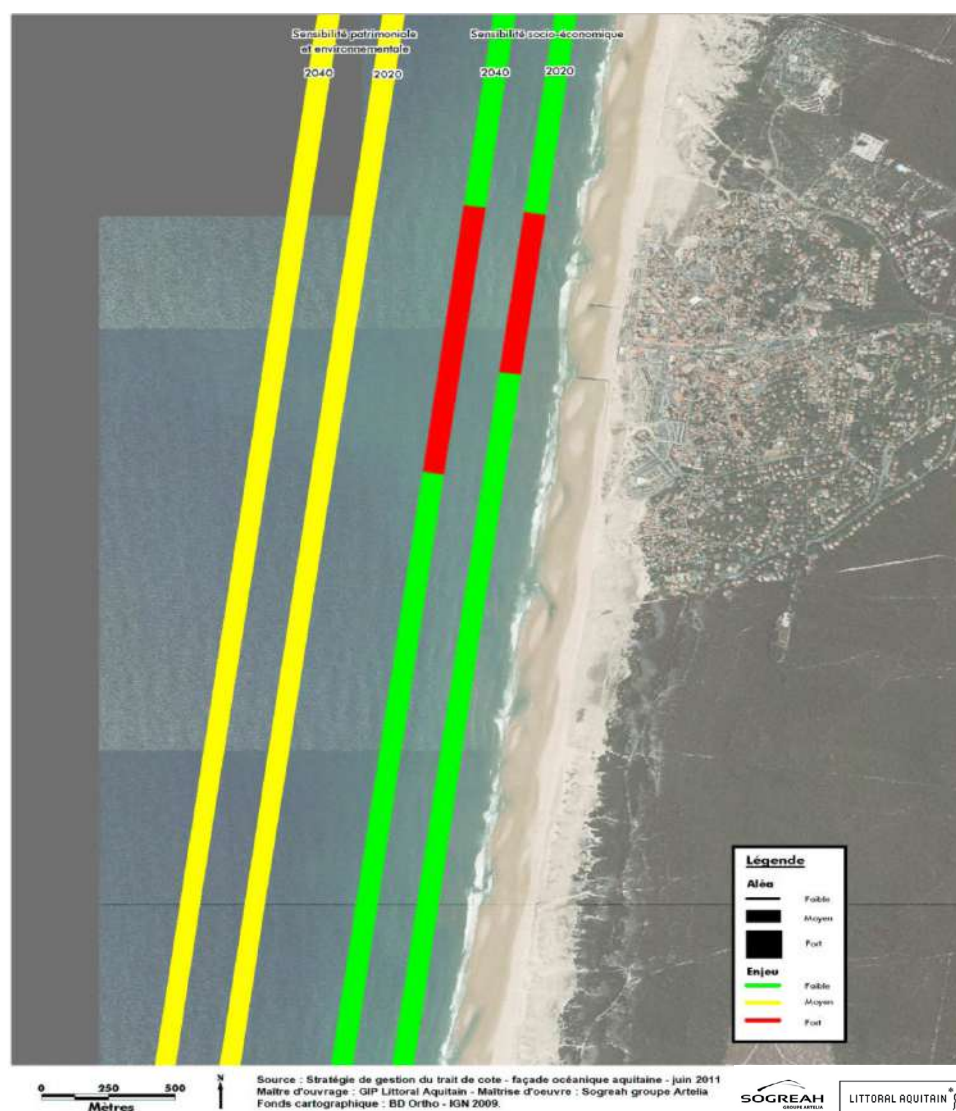 Sensibilité patrimoniale
et environnementale
2040
2020
Sensibilité socio-économique
2040
2020
Légende
Aléa
Faible
Moyen
Fort
Enjeu
Faible
Moyen
Fort
0 250 500
Mètres
N
Source : Stratégie de gestion du trait de cote - façade océanique aquitaine - juin 2011
Maître d'ouvrage : GIP Littoral Aquitain - Maîtrise d'oeuvre : Sogreah groupe Artelia
Fonds cartographique : BD Ortho - IGN 2009.
SOGREAH
GROUPE ARTELIA
LITTORAL AQUITAIN